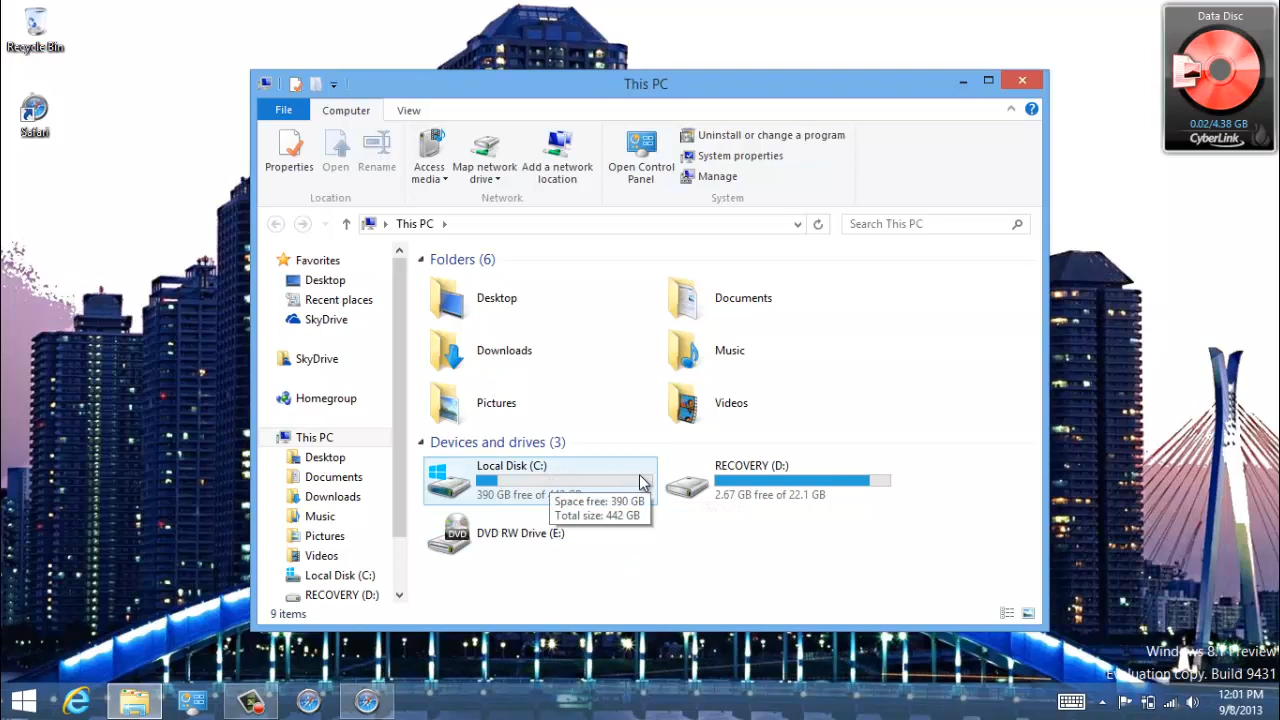 Recycle Bin
Safari
Data Disc
0.02/4.38 GB
CyberLink
This PC
File
Computer
View
Properties
Open
Rename
Location
Access media
Map network drive
Add a network location
Network
Open Control Panel
Uninstall or change a program
System properties
Manage
System
This PC
Search This PC
Favorites
Desktop
Recent places
SkyDrive
SkyDrive
Homegroup
This PC
Desktop
Documents
Downloads
Music
Pictures
Videos
Local Disk (C:)
RECOVERY (D:)
Folders (6)
Desktop
Documents
Downloads
Music
Pictures
Videos
Devices and drives (3)
Local Disk (C:)
390 GB free of
Space free: 390 GB
Total size: 442 GB
RECOVERY (D:)
2.67 GB free of 22.1 GB
DVD
DVD RW Drive (E:)
9 items
Windows 8.1 Preview
Evaluation copy. Build 9431
12:01 PM
9/8/2013